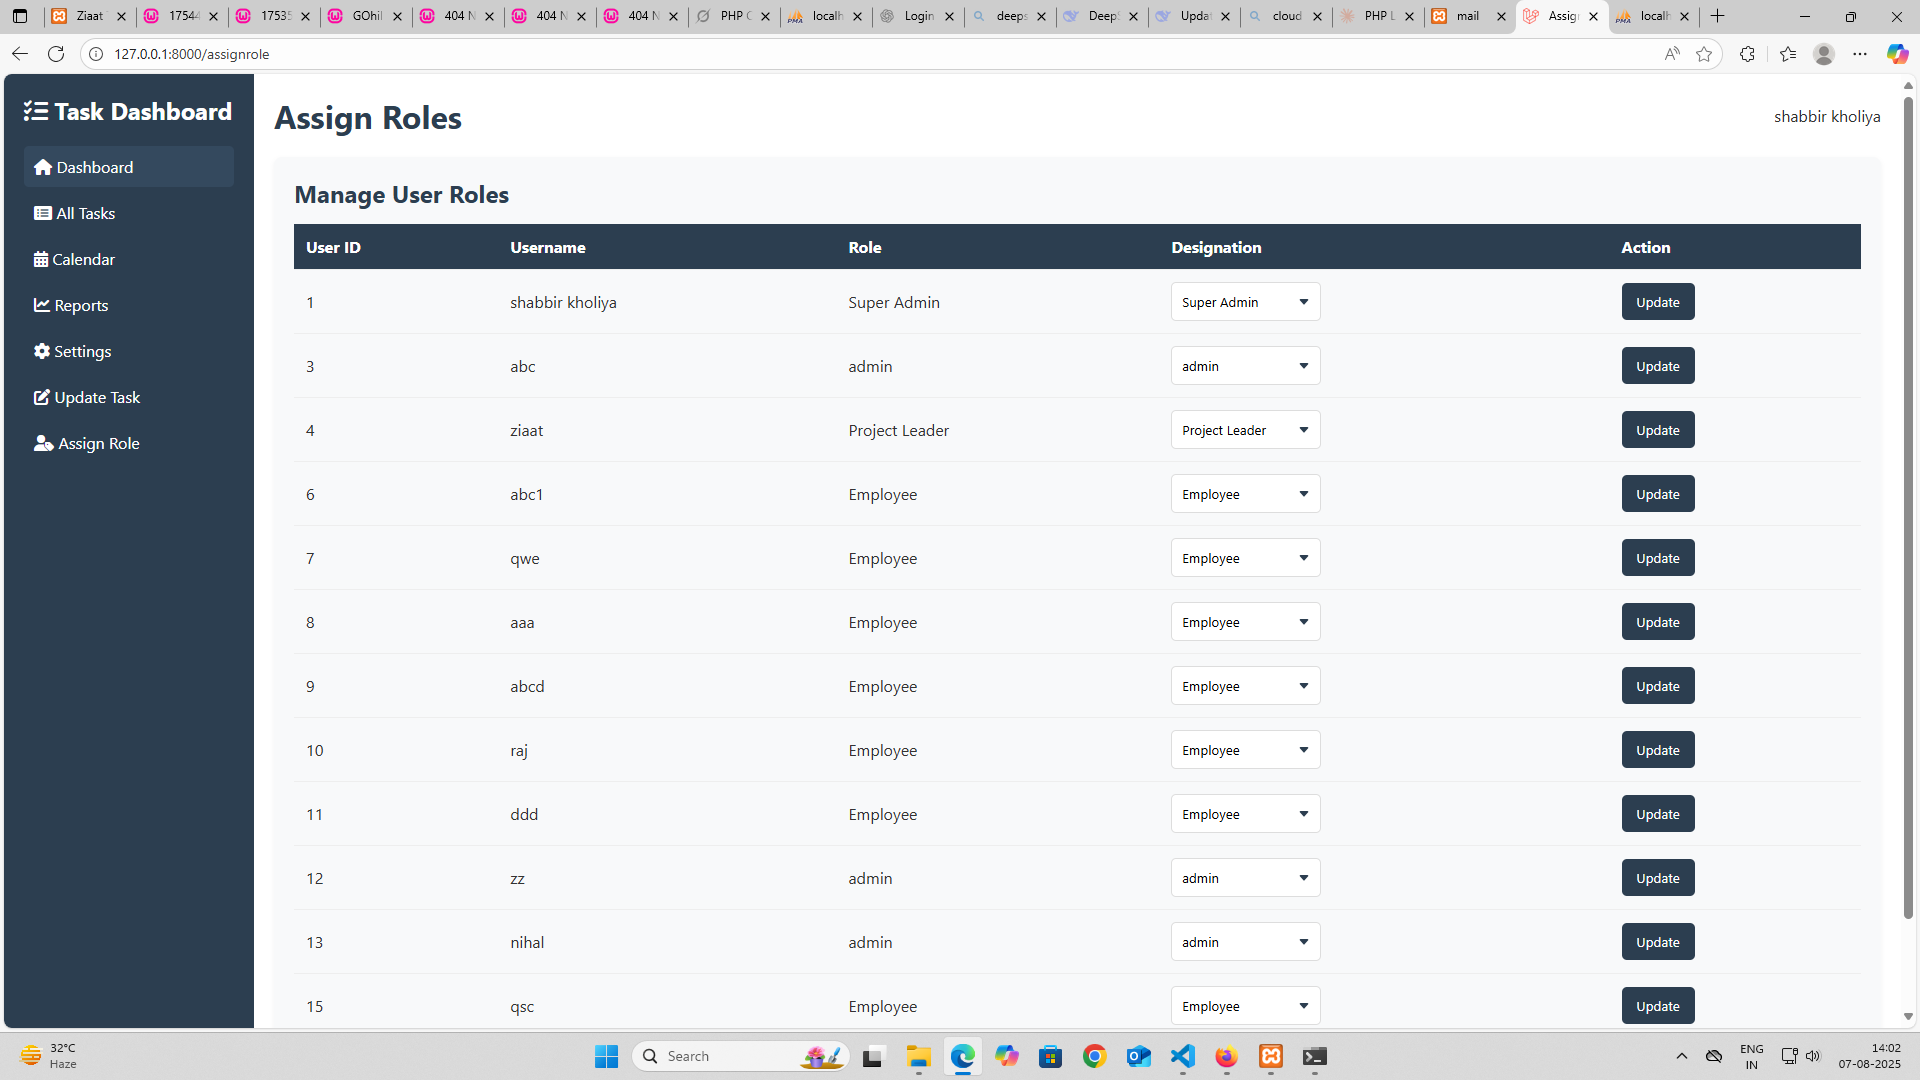 Ziaat
17544
17535
GOhil
404 N
404 N
404 N
PHP C
localh
Login
deeps
Deep
Updat
cloud
PHP L
mail
Assign
localh
127.0.0.1:8000/assignrole
Task Dashboard
Dashboard
All Tasks
Calendar
Reports
Settings
Update Task
Assign Role
Assign Roles
shabbir kholiya
Manage User Roles
User ID Username Role Designation Action
1 shabbir kholiya Super Admin Super Admin Update
3 abc admin admin Update
4 ziaat Project Leader Project Leader Update
6 abc1 Employee Employee Update
7 qwe Employee Employee Update
8 aaa Employee Employee Update
9 abcd Employee Employee Update
10 raj Employee Employee Update
11 ddd Employee Employee Update
12 zz admin admin Update
13 nihal admin admin Update
15 qsc Employee Employee Update
32°C
Haze
Search
ENG
IN
14:02
07-08-2025